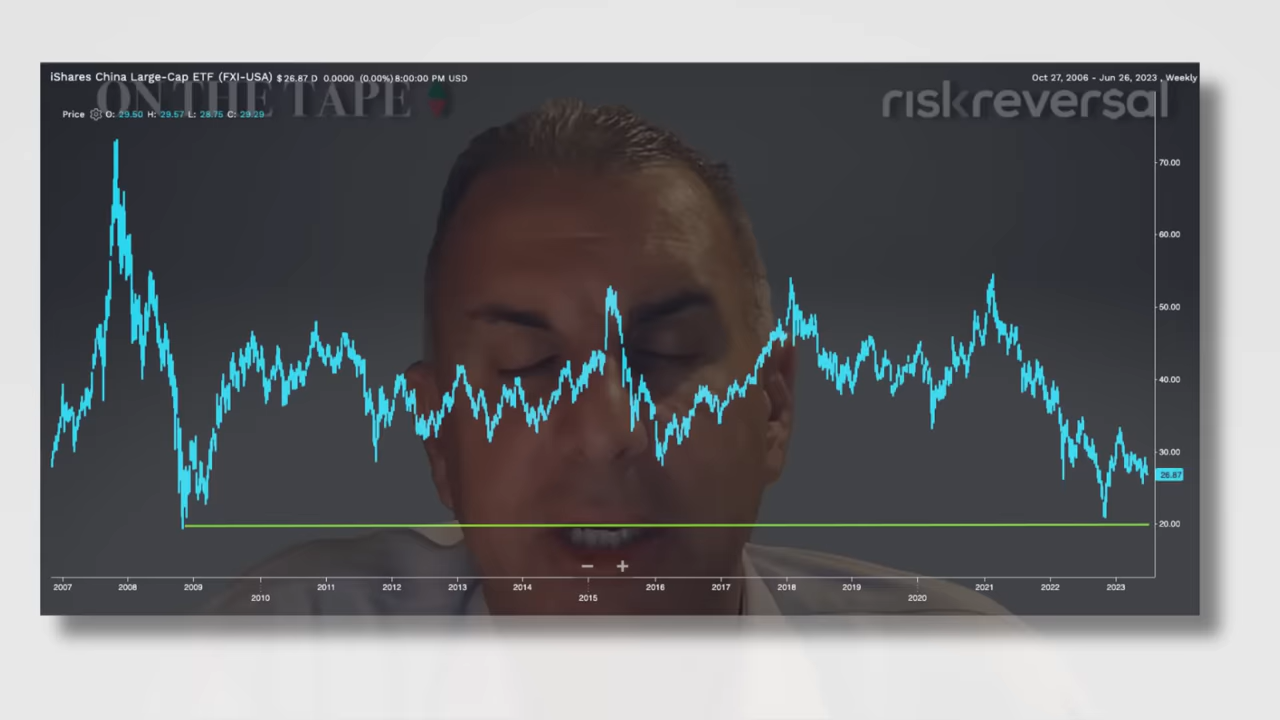 iShares China Large-Cap ETF (FXI-USA) $26.87 D 0.0000 (0.00%) 8:00:00 PM USD
Oct 27, 2006 - Jun 26, 2023 , Weekly
ON THE TAPE
riskreversal
Price O: 29.50 H: 29.57 L: 28.75 C: 29.29
70.00
60.00
50.00
40.00
30.00
26.87
20.00
− +
2007 2008 2009 2010 2011 2012 2013 2014 2015 2016 2017 2018 2019 2020 2021 2022 2023